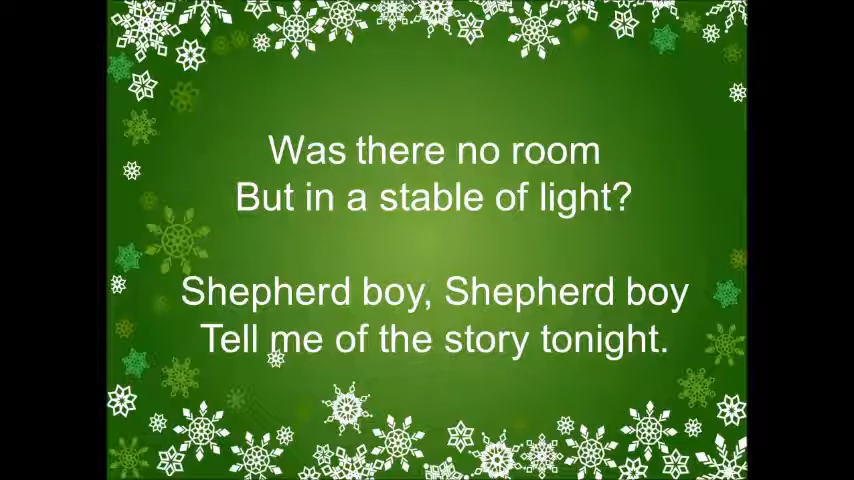 Was there no room
But in a stable of light?
Shepherd boy, Shepherd boy
Tell me of the story tonight.